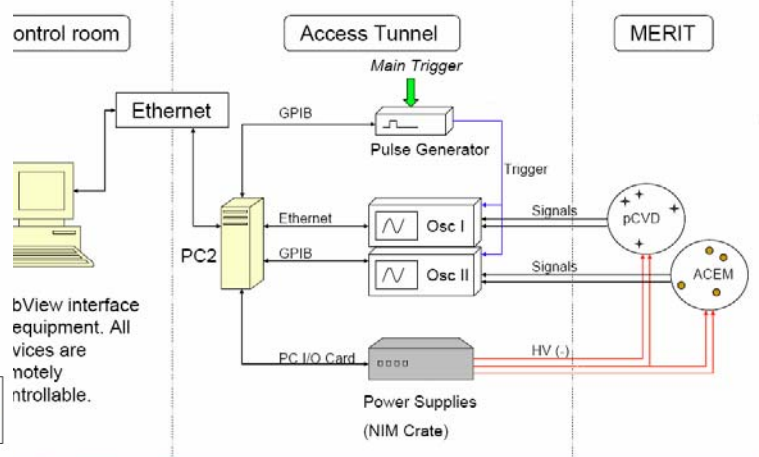 ontrol room
Access Tunnel
MERIT
Main Trigger
Ethernet
GPIB
Pulse Generator
Trigger
PC2
Ethernet
Osc I
Signals
pCVD
GPIB
Osc II
Signals
ACEM
bView interface
equipment. All
vices are
motely
ntrollable.
PC I/O Card
HV (-)
Power Supplies
(NIM Crate)